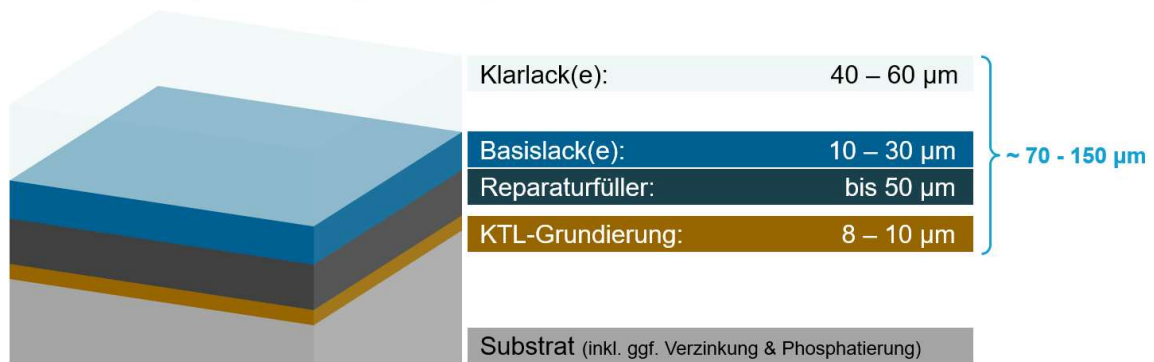 Klarlack(e): 40 – 60 µm
Basislack(e): 10 – 30 µm
~ 70 - 150 µm
Reparaturfüller: bis 50 µm
KTL-Grundierung: 8 – 10 µm
Substrat (inkl. ggf. Verzinkung & Phosphatierung)